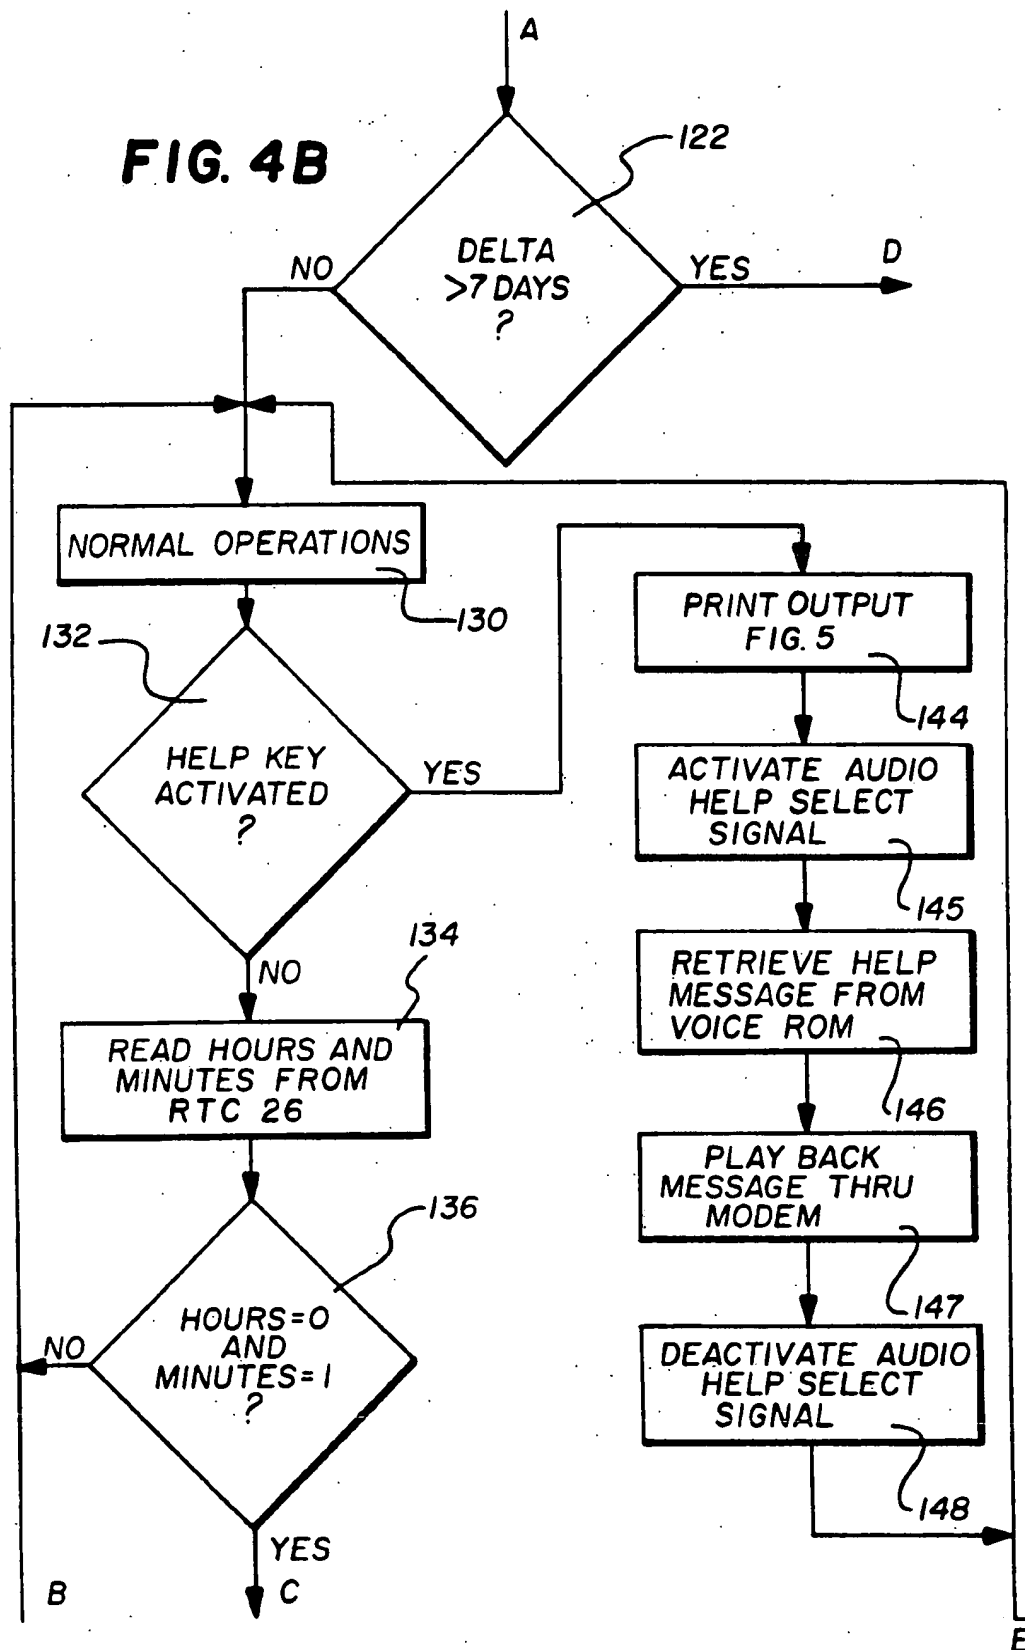 A
FIG. 4B
122
DELTA
>7 DAYS
?
NO
YES
D
NORMAL OPERATIONS
130
132
HELP KEY
ACTIVATED
?
YES
NO
134
READ HOURS AND
MINUTES FROM
RTC 26
136
HOURS=0
AND
MINUTES=1
?
NO
YES
B
C
PRINT OUTPUT
FIG. 5
144
ACTIVATE AUDIO
HELP SELECT
SIGNAL
145
RETRIEVE HELP
MESSAGE FROM
VOICE ROM
146
PLAY BACK
MESSAGE THRU
MODEM
147
DEACTIVATE AUDIO
HELP SELECT
SIGNAL
148